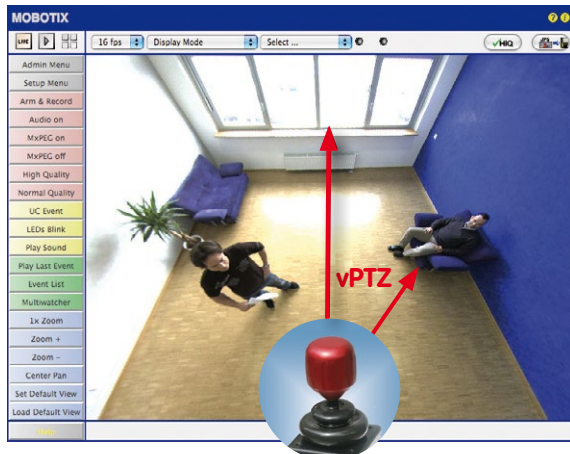 MOBOTIX
LIVE
16 fps
Display Mode
Select ...
HIQ
Admin Menu
Setup Menu
Arm & Record
Audio on
MxPEG on
MxPEG off
High Quality
Normal Quality
UC Event
LEDs Blink
Play Sound
Play Last Event
Event List
Multiwatcher
1x Zoom
Zoom +
Zoom –
Center Pan
Set Default View
Load Default View
vPTZ